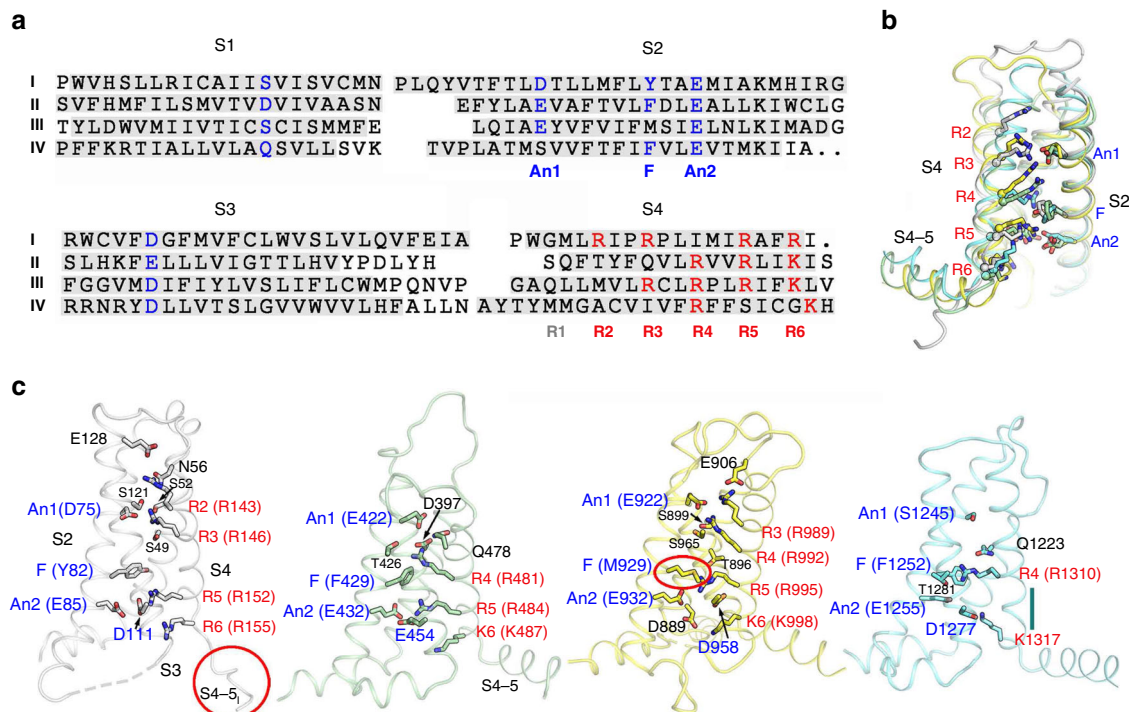 a
S1 S2
I PWVHSLLRICAIISVISVCMN PLQYVTFTLDTLLMFLYTAEMIAKMHIRG
II SVFHMFILSMVTVDVIVAASN EFYLAEVAFTVLFDLEALLKIWCLG
III TYLDWVMIIVTICSCISMMFE LQIAEYVFVIFMSIELNLKIMADG
IV PFFKRTIALLVLAQSVLLSVK TVPLATMSVVFTFIFVLEVTMKIIA..
An1 F An2
S3 S4
I RWCVFDGFMVFCLWVSLVLQVFEIA PWGMLRIPRPLIMIRAFRI.
II SLHKFELLLVIGTTLHVYPDLYH SQFTYFQVLRVVRLIKIS
III FGGVMDIFIYLVSLIFLCWMPQNVP GAQLLMVLRCLRPLRIFKLV
IV RRNRYDLLVTSLGVVWVVLHFALLN AYTYMMGACVIVFRFFSICGKH
R1 R2 R3 R4 R5 R6
b
R2
R3
An1
S4
R4
S2
F
R5
An2
S4–5
R6
c
E128
N56
S52
S121
An1(D75)
R2 (R143)
S2
R3 (R146)
S49
S4
F (Y82)
An2 (E85)
R5 (R152)
D111
R6 (R155)
S3
S4–5I
D397
An1 (E422)
T426
Q478
F (F429)
R4 (R481)
An2 (E432)
R5 (R484)
E454
K6 (K487)
S4–5
E906
An1 (E922)
S899
R3 (R989)
S965
T896
R4 (R992)
F (M929)
R5 (R995)
An2 (E932)
D889
K6 (K998)
D958
An1 (S1245)
Q1223
F (F1252)
T1281
R4 (R1310)
An2 (E1255)
D1277
K1317